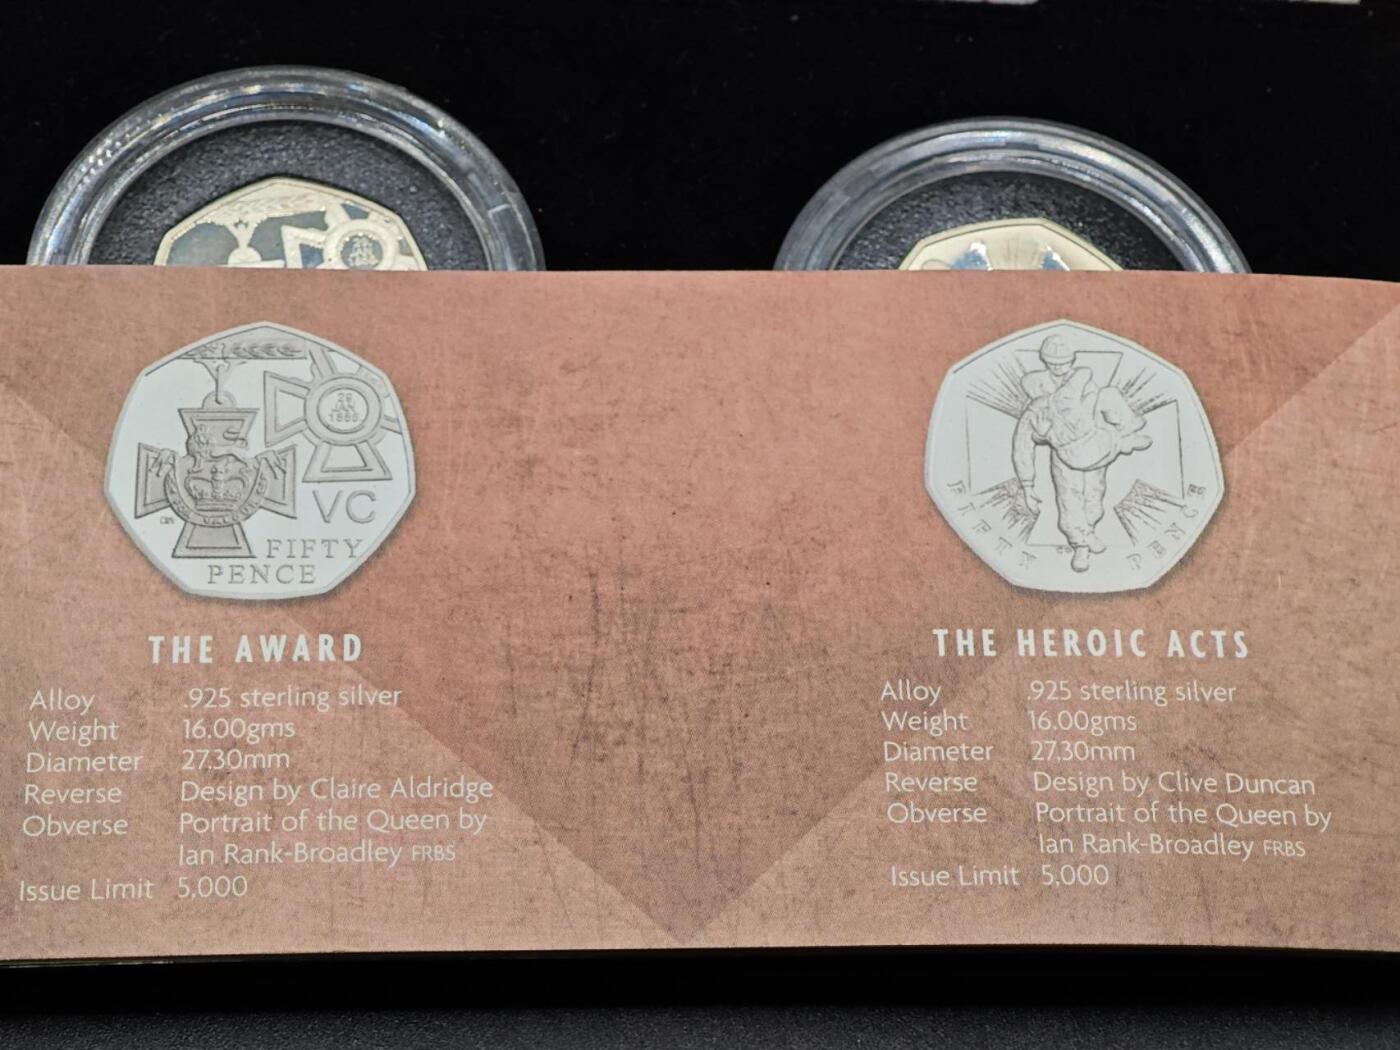 29
JAN
1856
VC
FIFTY
PENCE
THE AWARD
Alloy .925 sterling silver
Weight 16.00gms
Diameter 27.30mm
Reverse Design by Claire Aldridge
Obverse Portrait of the Queen by
Ian Rank-Broadley FRBS
Issue Limit 5,000
FIFTY PENCE
THE HEROIC ACTS
Alloy .925 sterling silver
Weight 16.00gms
Diameter 27.30mm
Reverse Design by Clive Duncan
Obverse Portrait of the Queen by
Ian Rank-Broadley FRBS
Issue Limit 5,000